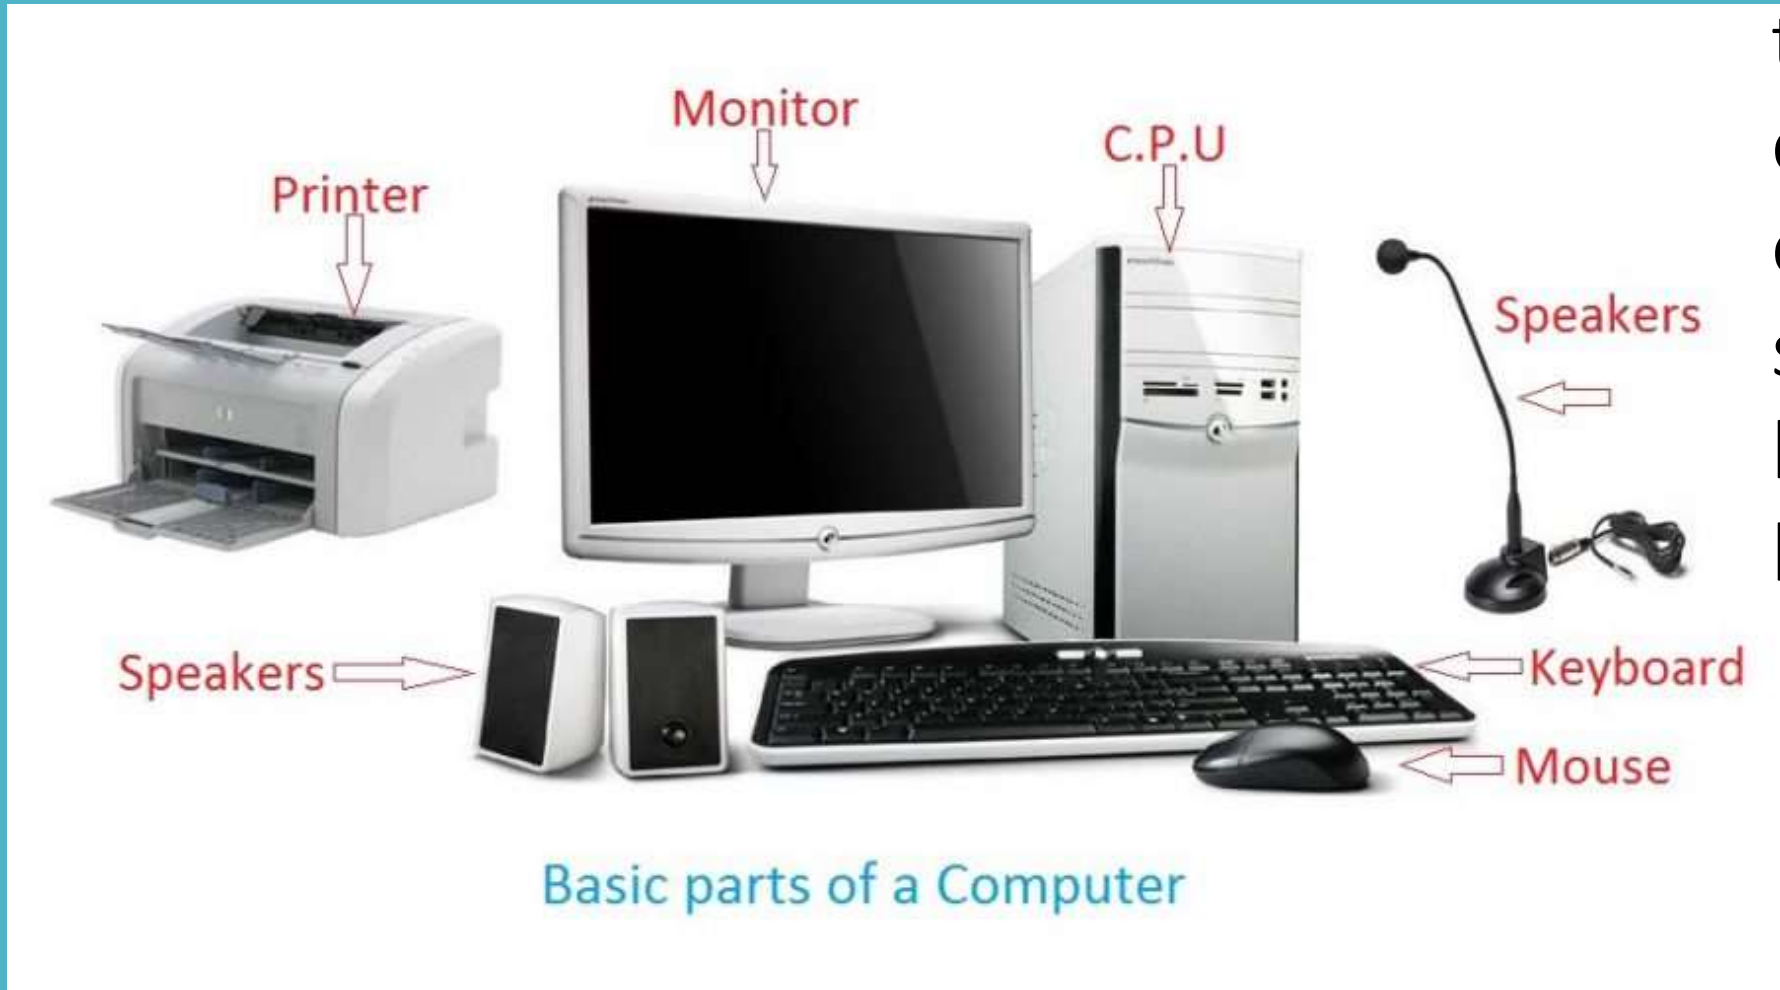 Monitor
C.P.U
Printer
Speakers
Speakers
Keyboard
Mouse
Basic parts of a Computer